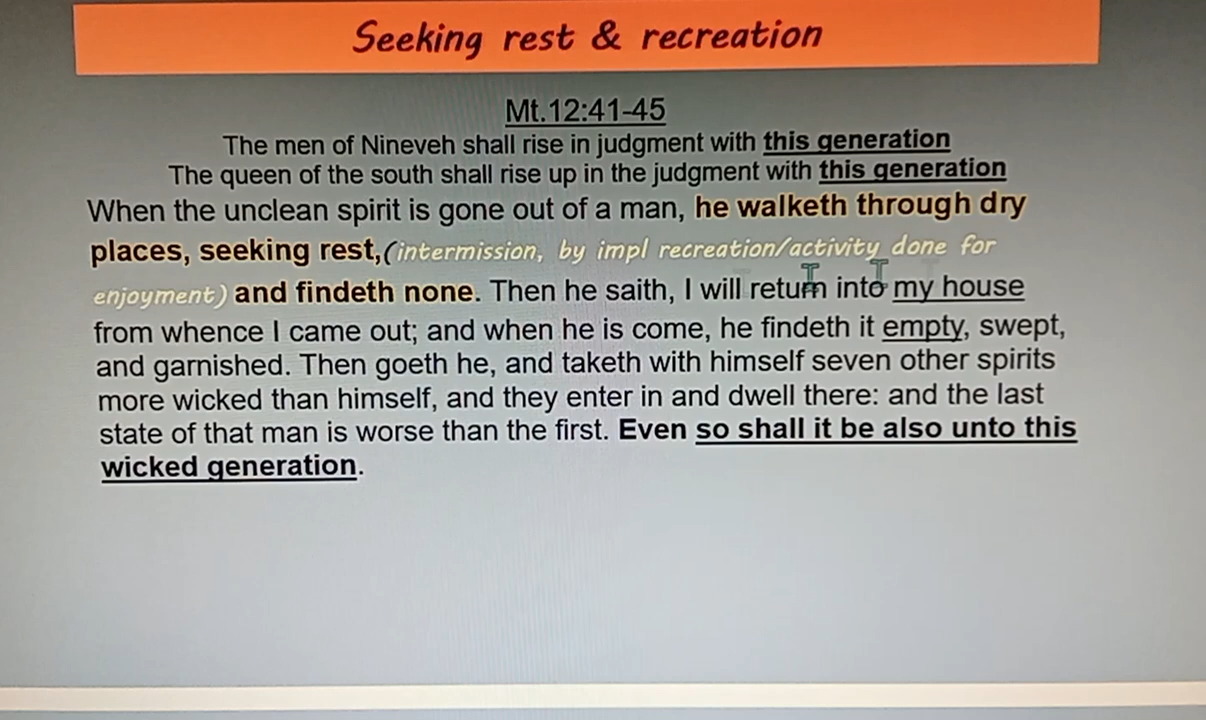 Seeking rest & recreation
Mt.12:41-45
The men of Nineveh shall rise in judgment with this generation
The queen of the south shall rise up in the judgment with this generation
When the unclean spirit is gone out of a man, he walketh through dry
places, seeking rest,(intermission, by impl recreation/activity done for
enjoyment) and findeth none. Then he saith, I will return into my house
from whence I came out; and when he is come, he findeth it empty, swept,
and garnished. Then goeth he, and taketh with himself seven other spirits
more wicked than himself, and they enter in and dwell there: and the last
state of that man is worse than the first. Even so shall it be also unto this
wicked generation.